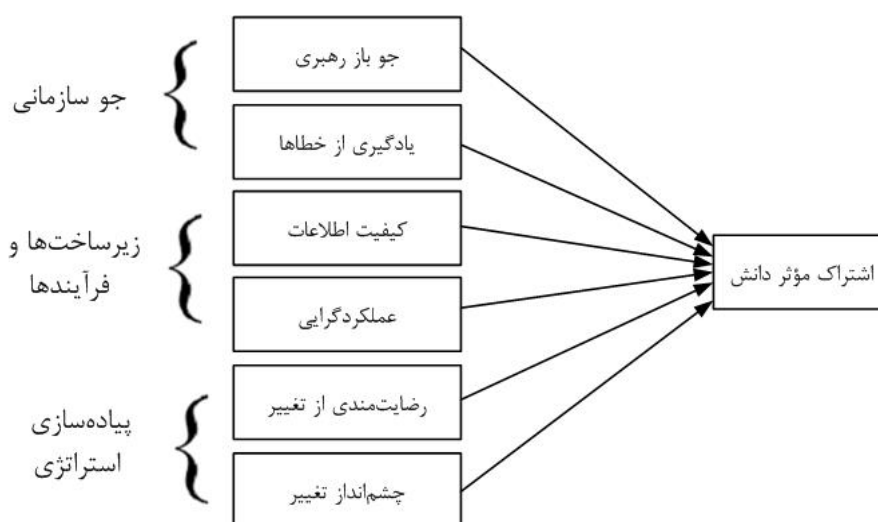 جو سازمانی
جو باز رهبری
یادگیری از خطاها
زیرساخت‌ها و
فرآیندها
کیفیت اطلاعات
عملکردگرایی
پیاده‌سازی
استراتژی
رضایت‌مندی از تغییر
چشم‌انداز تغییر
اشتراک مؤثر دانش